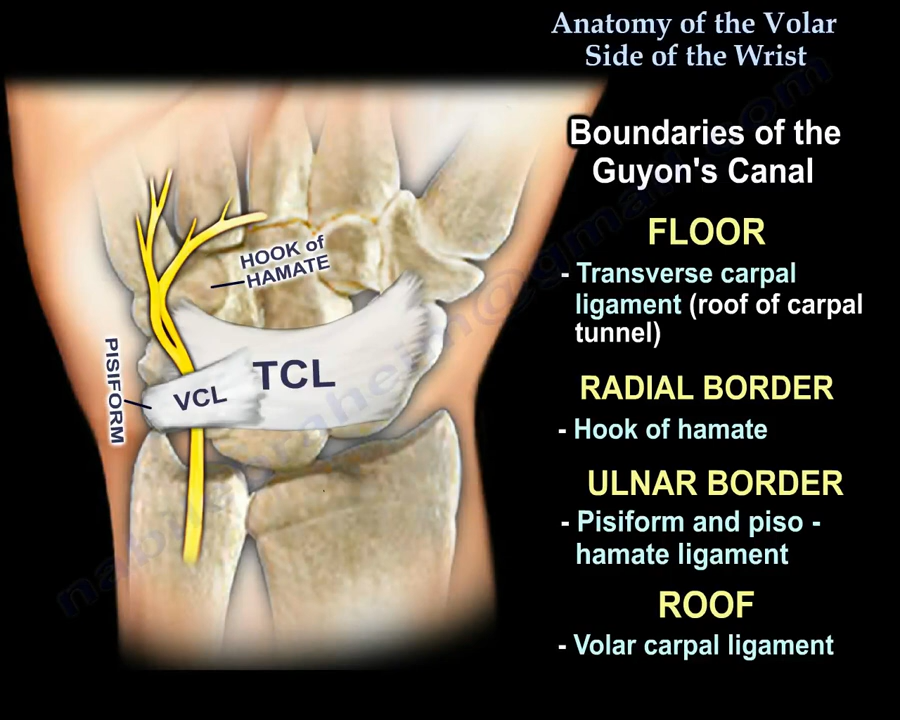 Anatomy of the Volar
Side of the Wrist
Boundaries of the
Guyon's Canal
FLOOR
- Transverse carpal
ligament (roof of carpal
tunnel)
RADIAL BORDER
- Hook of hamate
ULNAR BORDER
- Pisiform and piso -
hamate ligament
ROOF
- Volar carpal ligament
HOOK of
HAMATE
PISIFORM
VCL
TCL